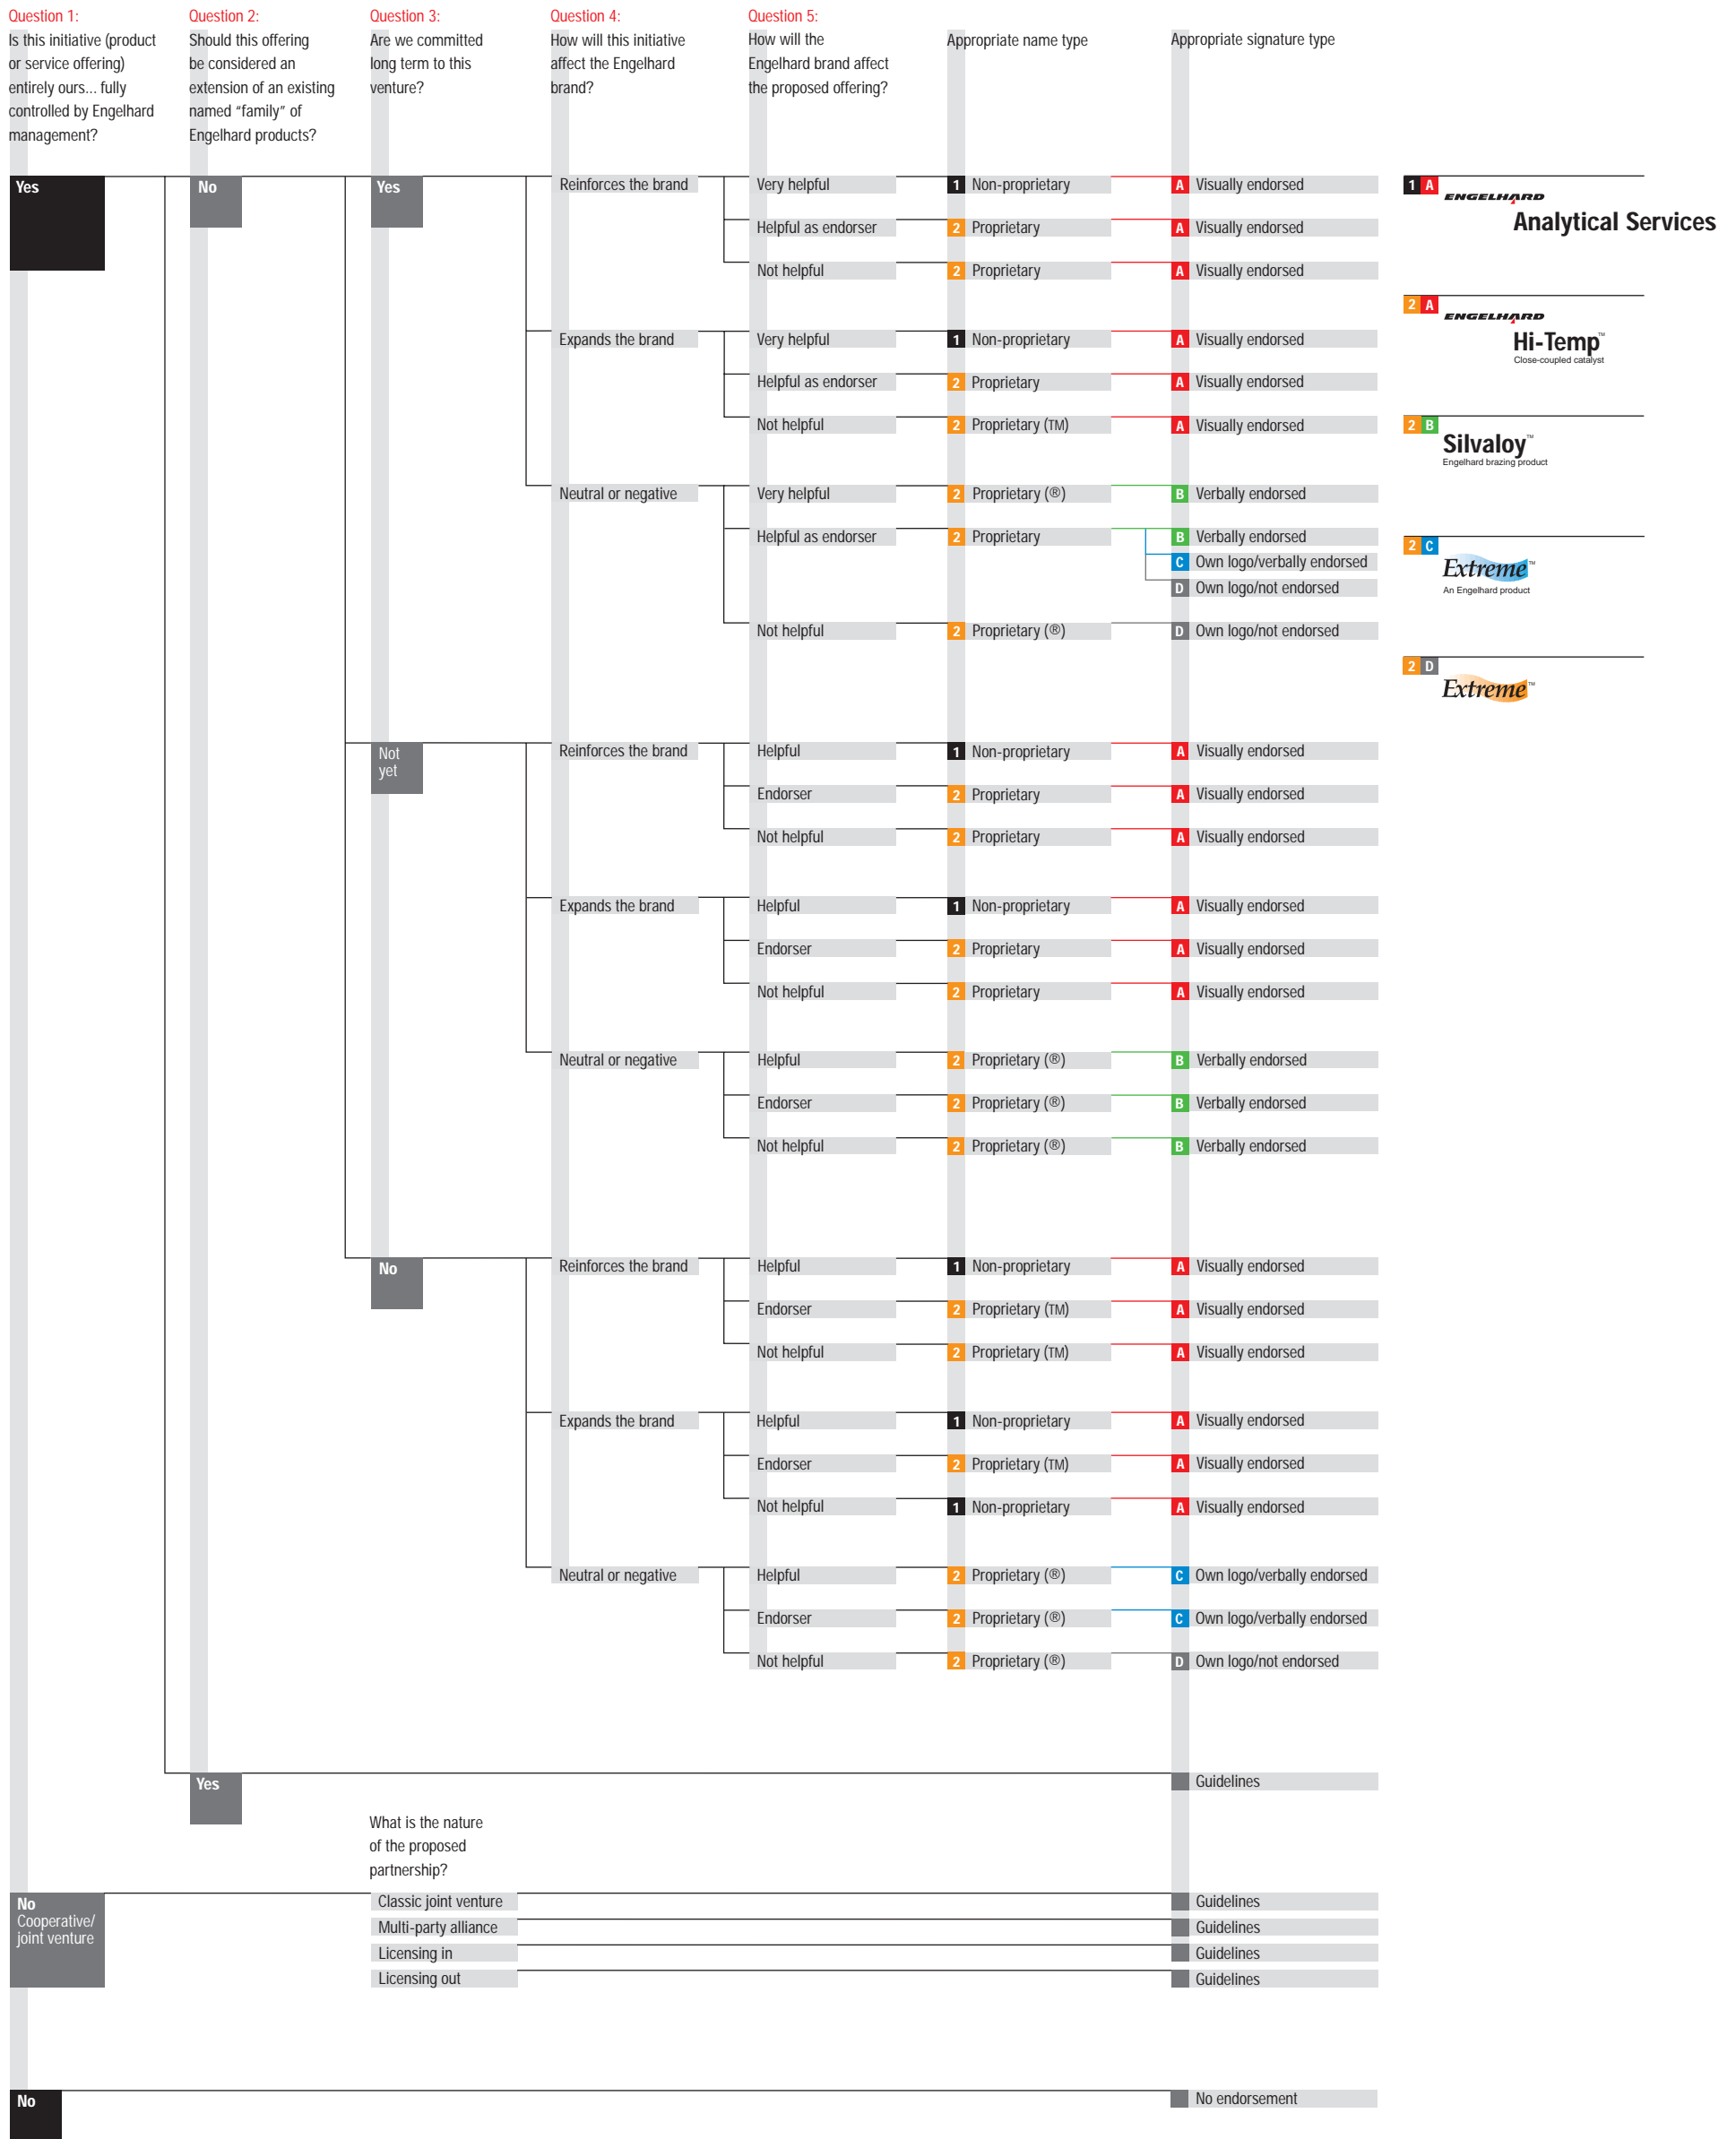 Question 1:
Is this initiative (product
or service offering)
entirely ours... fully
controlled by Engelhard
management?
Question 2:
Should this offering
be considered an
extension of an existing
named “family” of
Engelhard products?
Question 3:
Are we committed
long term to this
venture?
Question 4:
How will this initiative
affect the Engelhard
brand?
Question 5:
How will the
Engelhard brand affect
the proposed offering?
Appropriate name type
Appropriate signature type
Yes
No
Yes
Reinforces the brand
Very helpful
1 Non-proprietary
A Visually endorsed
Helpful as endorser
2 Proprietary
A Visually endorsed
Not helpful
2 Proprietary
A Visually endorsed
Expands the brand
Very helpful
1 Non-proprietary
A Visually endorsed
Helpful as endorser
2 Proprietary
A Visually endorsed
Not helpful
2 Proprietary (TM)
A Visually endorsed
Neutral or negative
Very helpful
2 Proprietary (®)
B Verbally endorsed
Helpful as endorser
2 Proprietary
B Verbally endorsed
C Own logo/verbally endorsed
D Own logo/not endorsed
Not helpful
2 Proprietary (®)
D Own logo/not endorsed
1 A
ENGELHARD
Analytical Services
2 A
ENGELHARD
Hi-Temp™
Close-coupled catalyst
2 B
Silvaloy™
Engelhard brazing product
2 C
Extreme™
An Engelhard product
2 D
Extreme™
Not
yet
Reinforces the brand
Helpful
1 Non-proprietary
A Visually endorsed
Endorser
2 Proprietary
A Visually endorsed
Not helpful
2 Proprietary
A Visually endorsed
Expands the brand
Helpful
1 Non-proprietary
A Visually endorsed
Endorser
2 Proprietary
A Visually endorsed
Not helpful
2 Proprietary
A Visually endorsed
Neutral or negative
Helpful
2 Proprietary (®)
B Verbally endorsed
Endorser
2 Proprietary (®)
B Verbally endorsed
Not helpful
2 Proprietary (®)
B Verbally endorsed
No
Reinforces the brand
Helpful
1 Non-proprietary
A Visually endorsed
Endorser
2 Proprietary (TM)
A Visually endorsed
Not helpful
2 Proprietary (TM)
A Visually endorsed
Expands the brand
Helpful
1 Non-proprietary
A Visually endorsed
Endorser
2 Proprietary (TM)
A Visually endorsed
Not helpful
1 Non-proprietary
A Visually endorsed
Neutral or negative
Helpful
2 Proprietary (®)
C Own logo/verbally endorsed
Endorser
2 Proprietary (®)
C Own logo/verbally endorsed
Not helpful
2 Proprietary (®)
D Own logo/not endorsed
Yes
Guidelines
What is the nature
of the proposed
partnership?
No
Cooperative/
joint venture
Classic joint venture
Guidelines
Multi-party alliance
Guidelines
Licensing in
Guidelines
Licensing out
Guidelines
No
No endorsement